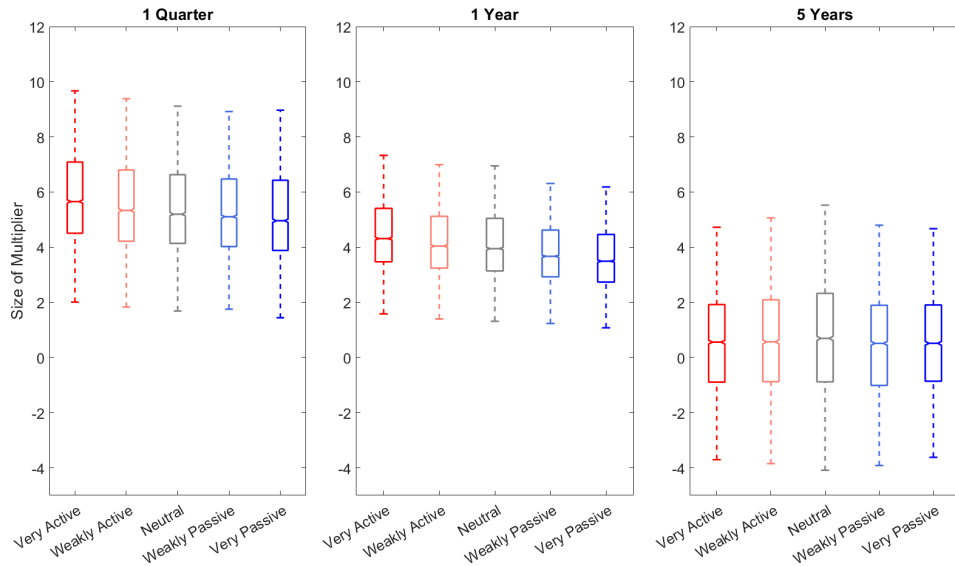 1 Quarter
1 Year
5 Years
Size of Multiplier
12
10
8
6
4
2
0
-2
-4
Very Active
Weakly Active
Neutral
Weakly Passive
Very Passive
12
10
8
6
4
2
0
-2
-4
Very Active
Weakly Active
Neutral
Weakly Passive
Very Passive
12
10
8
6
4
2
0
-2
-4
Very Active
Weakly Active
Neutral
Weakly Passive
Very Passive